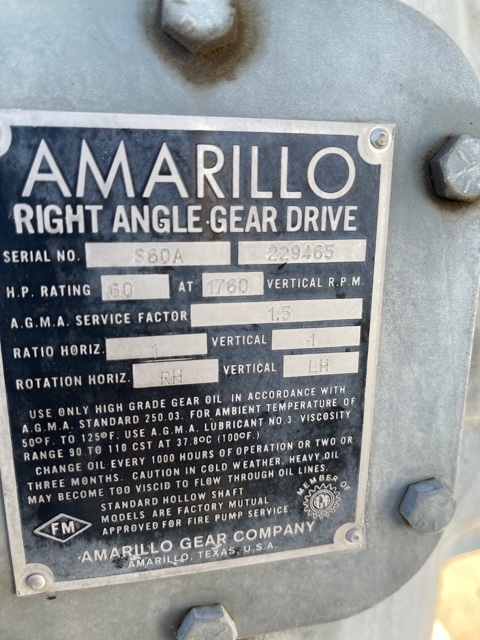 AMARILLO
RIGHT ANGLE GEAR DRIVE
SERIAL NO. S60A 229465
H.P. RATING 60 AT 1760 VERTICAL R.P.M.
A.G.M.A. SERVICE FACTOR 1.5
RATIO HORIZ. 1 VERTICAL 1
ROTATION HORIZ. RH VERTICAL LH
USE ONLY HIGH GRADE GEAR OIL IN ACCORDANCE WITH
A.G.M.A. STANDARD 250.03. FOR AMBIENT TEMPERATURE OF
50°F. TO 125°F. USE A.G.M.A. LUBRICANT NO.3. VISCOSITY
RANGE 90 TO 110 CST AT 37.8°C (100°F.)
CHANGE OIL EVERY 1000 HOURS OF OPERATION OR TWO OR
THREE MONTHS. CAUTION IN COLD WEATHER, HEAVY OIL
MAY BECOME TOO VISCID TO FLOW THROUGH OIL LINES.
STANDARD HOLLOW SHAFT
MODELS ARE FACTORY MUTUAL
APPROVED FOR FIRE PUMP SERVICE.
FM
MEMBER OF
AMARILLO GEAR COMPANY
AMARILLO, TEXAS, U.S.A.